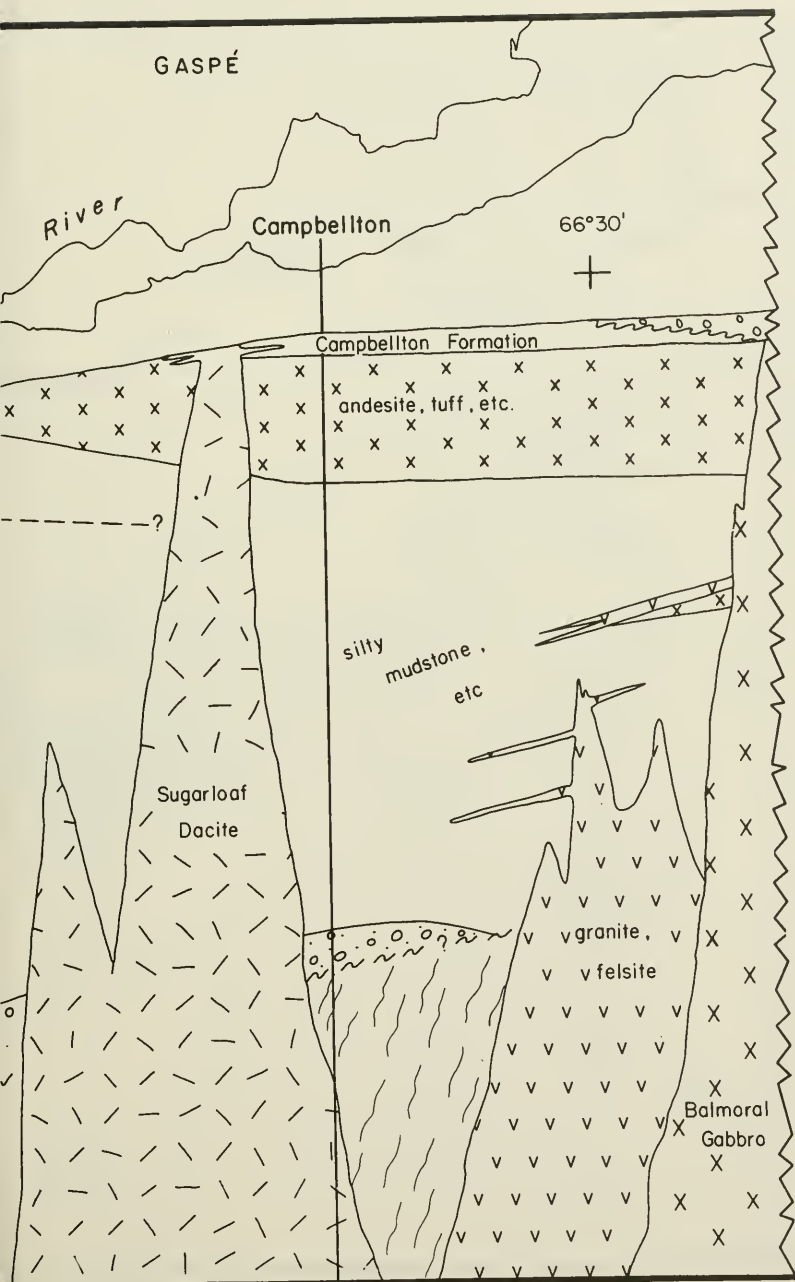 GASPÉ
River
Campbellton
66°30'
Campbellton Formation
andesite, tuff, etc.
?
silty
mudstone,
etc
Sugarloaf
Dacite
?
granite,
felsite
Balmoral
Gabbro